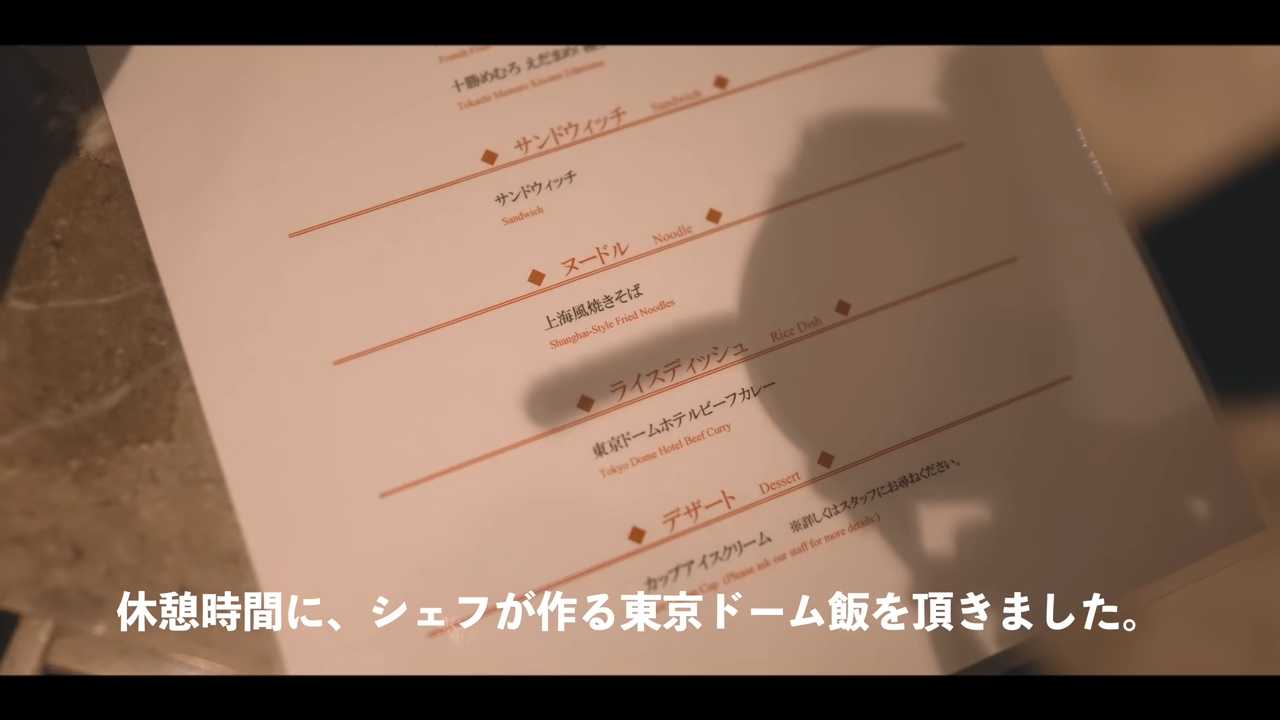 十勝めむろ えだまめ
サンドウィッチ Sandwich
サンドウィッチ
Sandwich
ヌードル Noodle
上海風焼きそば
Shanghai-Style Fried Noodles
ライスディッシュ Rice Dish
東京ドームホテルビーフカレー
Tokyo Dome Hotel Beef Curry
デザート Dessert
カップアイスクリーム ※詳しくはスタッフにお尋ねください。
Cup (Please ask our staff for more details.)
休憩時間に、シェフが作る東京ドーム飯を頂きました。